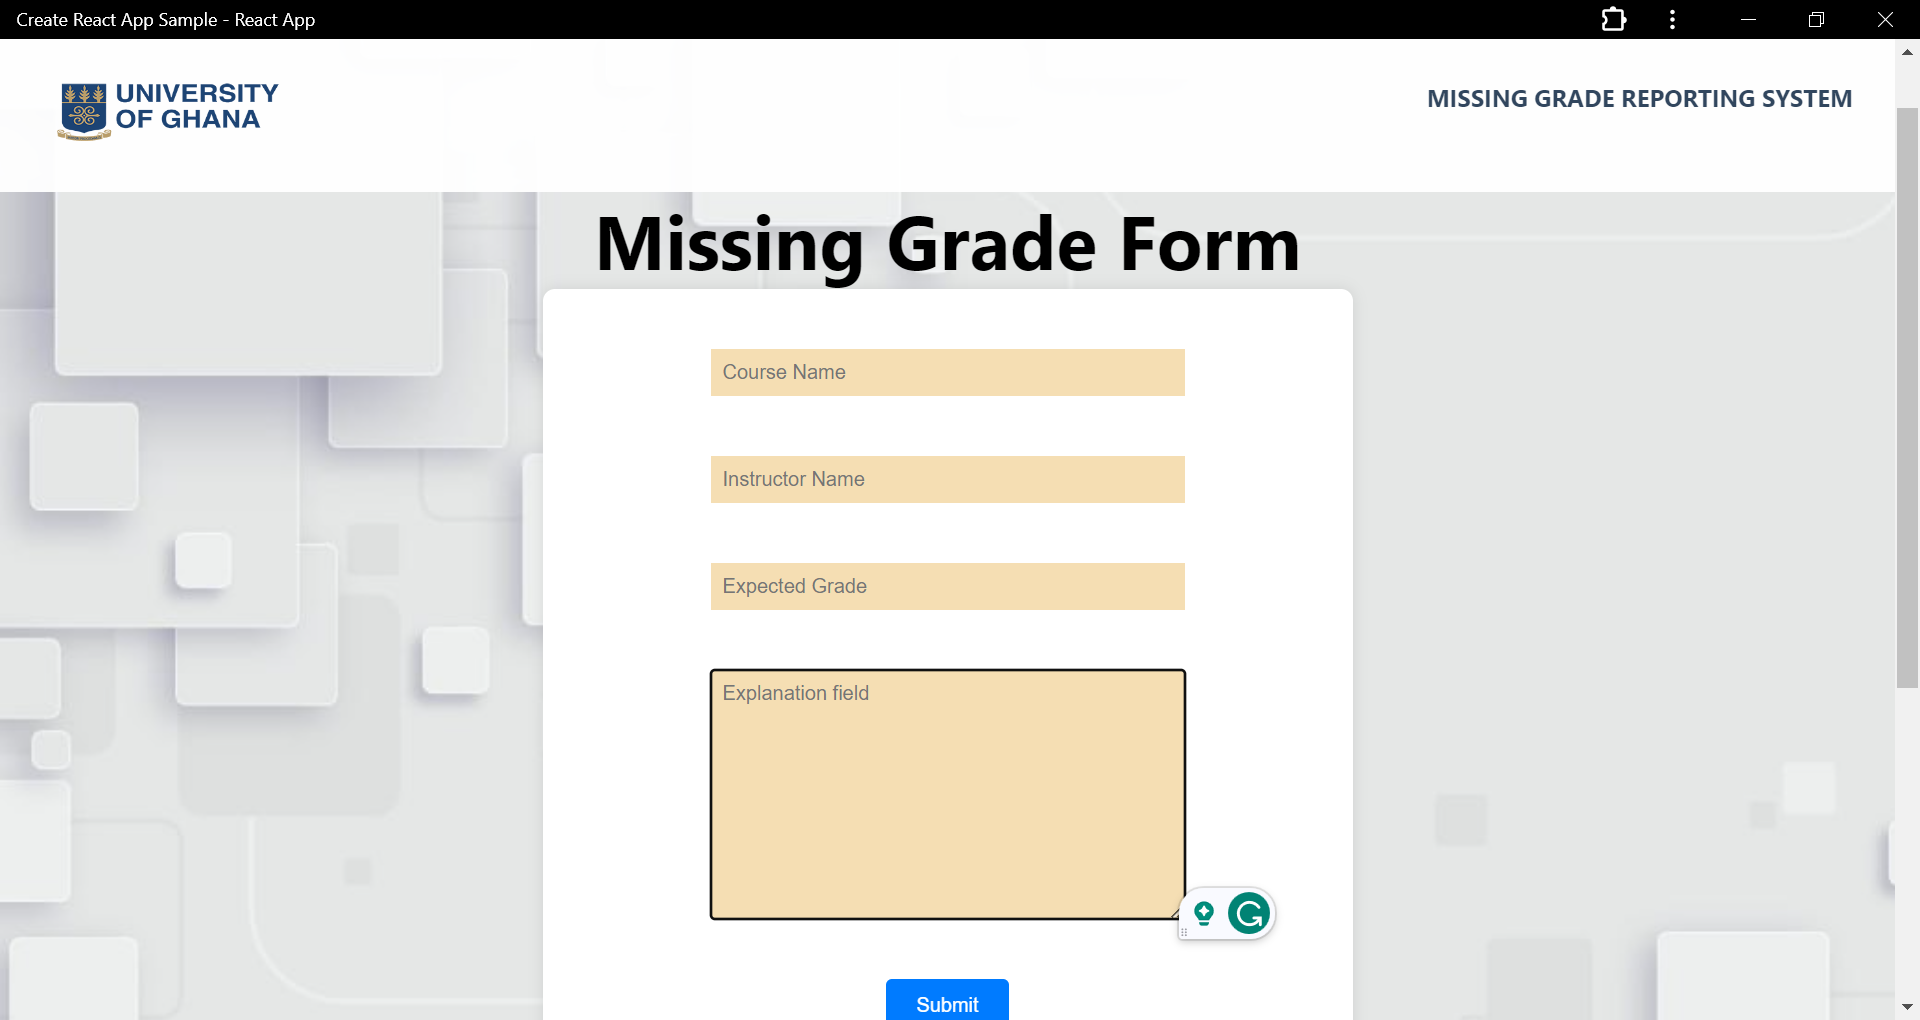 Create React App Sample - React App
UNIVERSITY
OF GHANA
MISSING GRADE REPORTING SYSTEM
Missing Grade Form
Course Name
Instructor Name
Expected Grade
Explanation field
Submit